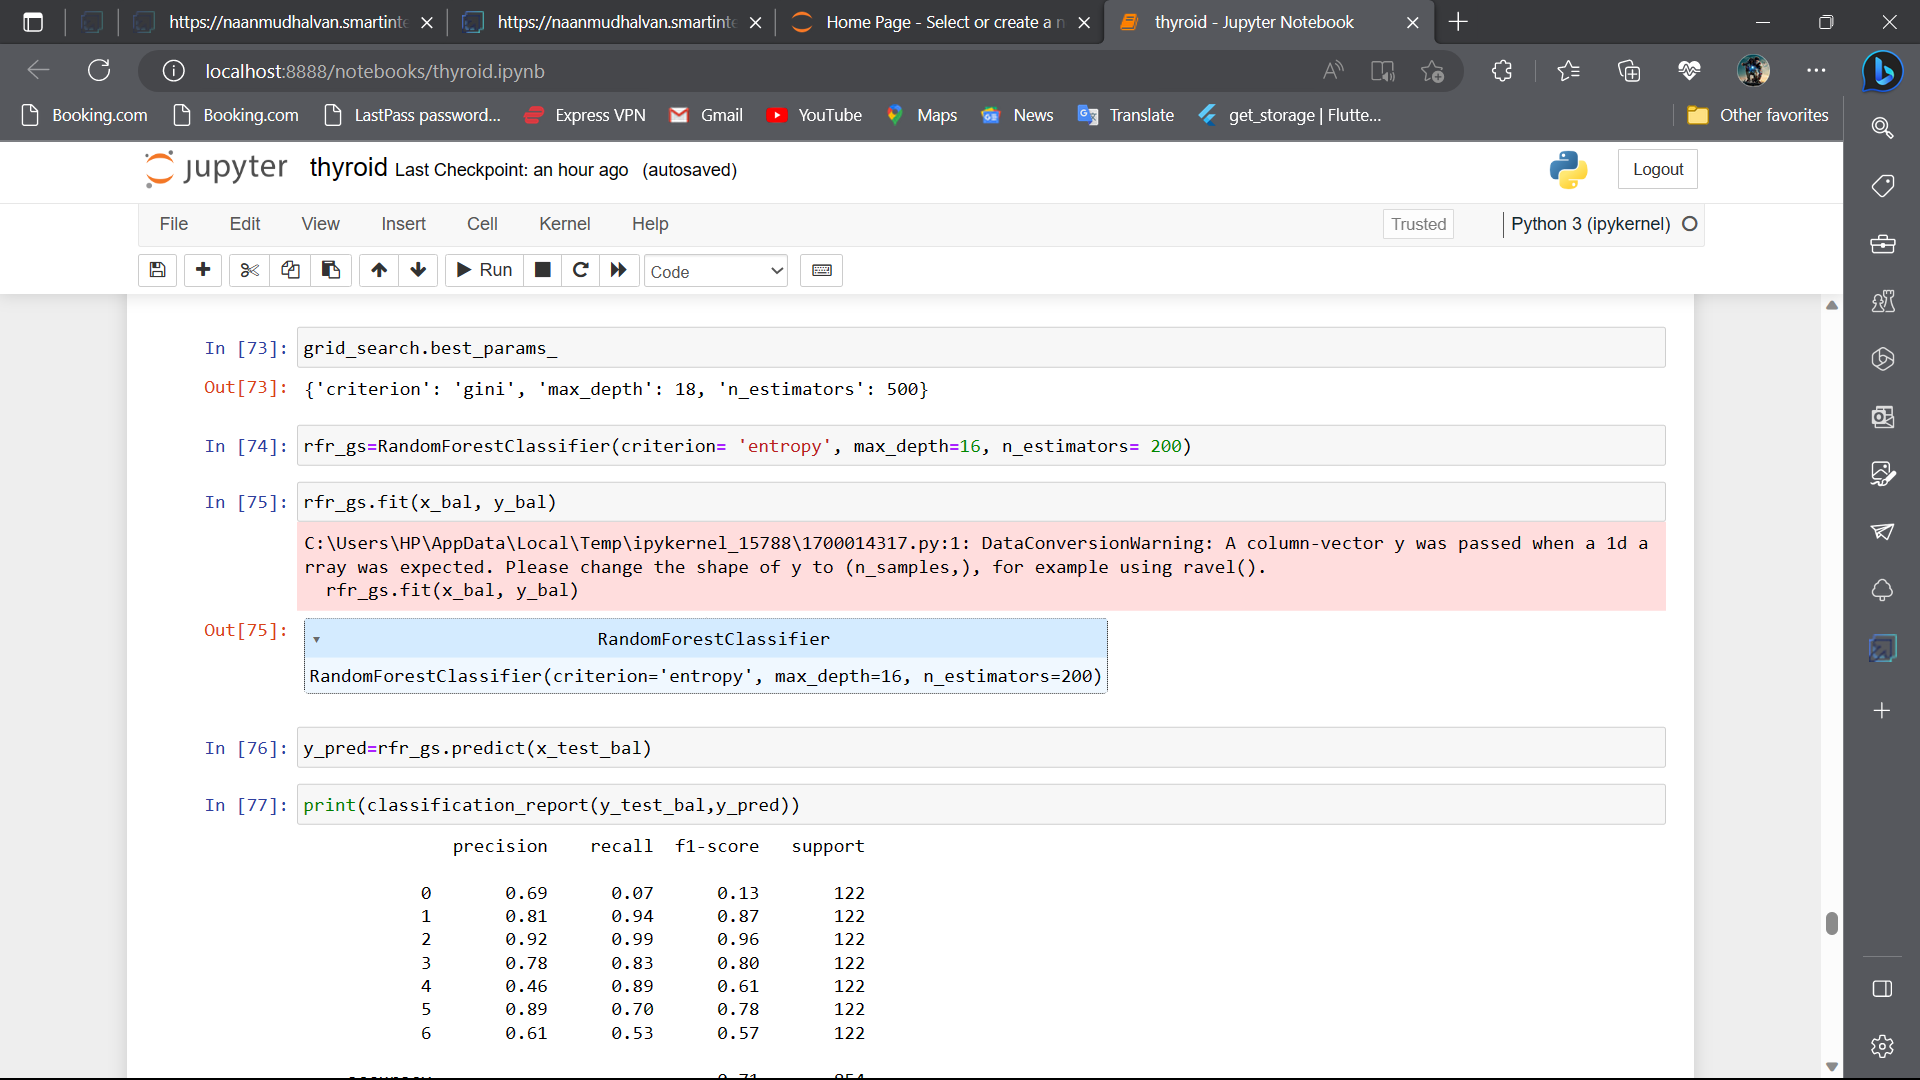 https://naanmudhalvan.smartinte
https://naanmudhalvan.smartinte
Home Page - Select or create a n
thyroid - Jupyter Notebook
localhost:8888/notebooks/thyroid.ipynb
Booking.com
Booking.com
LastPass password...
Express VPN
Gmail
YouTube
Maps
News
Translate
get_storage | Flutte...
Other favorites
jupyter thyroid Last Checkpoint: an hour ago (autosaved)
Logout
File Edit View Insert Cell Kernel Help
Trusted
Python 3 (ipykernel)
Run
Code
In [73]: grid_search.best_params_
Out[73]: {'criterion': 'gini', 'max_depth': 18, 'n_estimators': 500}
In [74]: rfr_gs=RandomForestClassifier(criterion= 'entropy', max_depth=16, n_estimators= 200)
In [75]: rfr_gs.fit(x_bal, y_bal)
C:\Users\HP\AppData\Local\Temp\ipykernel_15788\1700014317.py:1: DataConversionWarning: A column-vector y was passed when a 1d a
rray was expected. Please change the shape of y to (n_samples,), for example using ravel().
rfr_gs.fit(x_bal, y_bal)
Out[75]:
RandomForestClassifier
RandomForestClassifier(criterion='entropy', max_depth=16, n_estimators=200)
In [76]: y_pred=rfr_gs.predict(x_test_bal)
In [77]: print(classification_report(y_test_bal,y_pred))
precision recall f1-score support
0 0.69 0.07 0.13 122
1 0.81 0.94 0.87 122
2 0.92 0.99 0.96 122
3 0.78 0.83 0.80 122
4 0.46 0.89 0.61 122
5 0.89 0.70 0.78 122
6 0.61 0.53 0.57 122